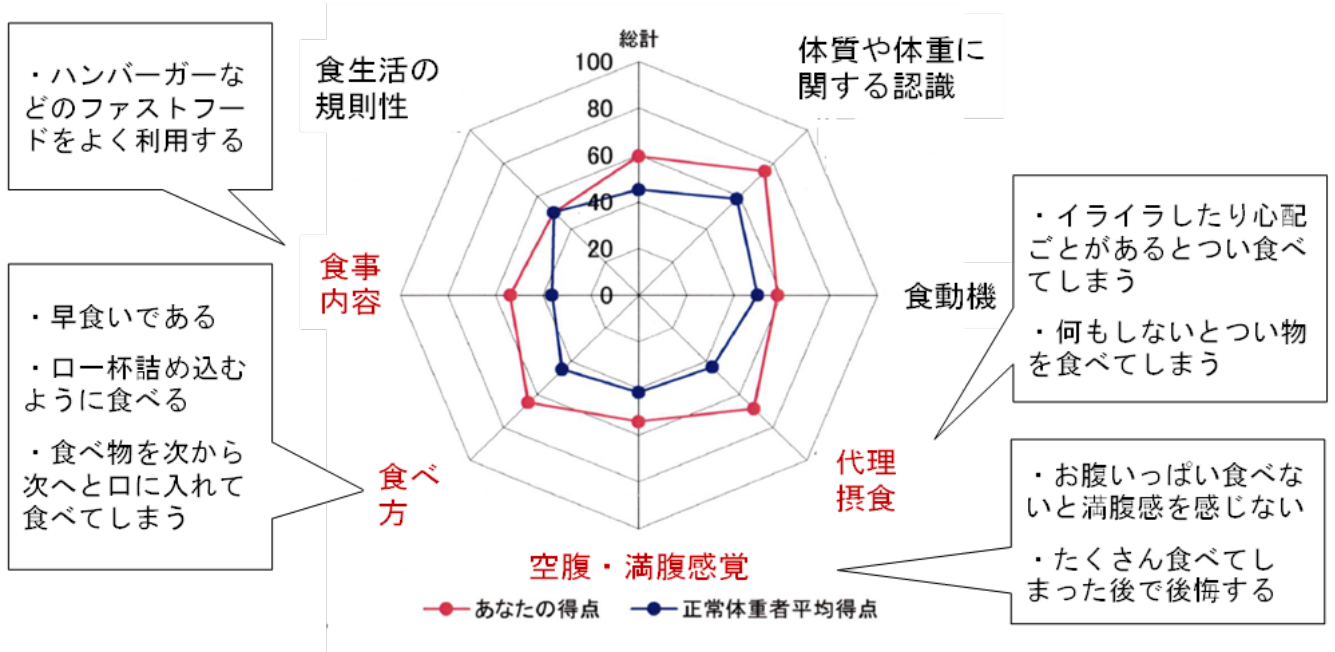 ・ハンバーガーな
どのファストフー
ドをよく利用する
食生活の
規則性
総計
100
80
60
40
20
0
体質や体重に
関する認識
・イライラしたり心配
ごとがあるとつい食べ
てしまう
・何もしないとつい物
を食べてしまう
食事
内容
食動機
・早食いである
・口一杯詰め込む
ように食べる
・食べ物を次から
次へと口に入れて
食べてしまう
食べ
方
代理
摂食
・お腹いっぱい食べな
いと満腹感を感じない
・たくさん食べてし
まった後で後悔する
空腹・満腹感覚
あなたの得点
正常体重者平均得点